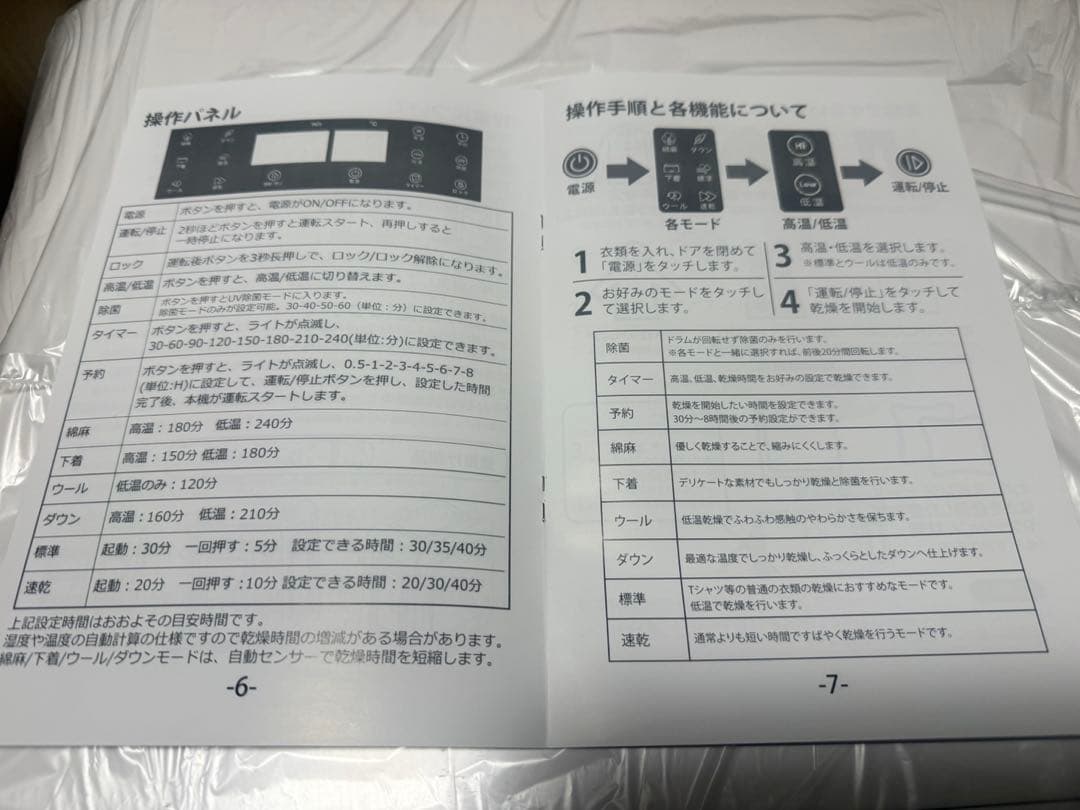 操作パネル
電源 ボタンを押すと、電源がON/OFFになります。
運転/停止 2秒ほどボタンを押すと運転スタート、再押しすると
一時停止になります。
ロック 運転後ボタンを3秒長押しで、ロック/ロック解除になります。
高温/低温 ボタンを押すと、高温/低温に切り替えます。
除菌 ボタンを押すとUV除菌モードに入ります。
除菌モードのみが設定可能。30-40-50-60（単位：分）に設定できます。
タイマー ボタンを押すと、ライトが点滅し、
30-60-90-120-150-180-210-240(単位:分)に設定できます。
予約 ボタンを押すと、ライトが点滅し、0.5-1-2-3-4-5-6-7-8
(単位:H)に設定して、運転/停止ボタンを押し、設定した時間
完了後、本機が運転スタートします。
綿麻 高温：180分 低温：240分
下着 高温：150分 低温：180分
ウール 低温のみ：120分
ダウン 高温：160分 低温：210分
標準 起動：30分 一回押す：5分 設定できる時間：30/35/40分
速乾 起動：20分 一回押す：10分 設定できる時間：20/30/40分
上記設定時間はおおよその目安時間です。
湿度や温度の自動計算の仕様ですので乾燥時間の増減がある場合があります。
綿麻/下着/ウール/ダウンモードは、自動センサーで乾燥時間を短縮します。
-6-
操作手順と各機能について
綿麻 ダウン
下着 標準
ウール 速乾
高温
低温
電源
各モード
高温/低温
運転/停止
1 衣類を入れ、ドアを閉めて
「電源」をタッチします。
2 お好みのモードをタッチし
て選択します。
3 高温・低温を選択します。
※標準とウールは低温のみです。
4 「運転/停止」をタッチして
乾燥を開始します。
除菌 ドラムが回転せず除菌のみを行います。
※各モードと一緒に選択すれば、前後20分間回転します。
タイマー 高温、低温、乾燥時間をお好みの設定で乾燥できます。
予約 乾燥を開始したい時間を設定できます。
30分～8時間後の予約設定ができます。
綿麻 優しく乾燥することで、縮みにくくします。
下着 デリケートな素材でもしっかり乾燥と除菌を行います。
ウール 低温乾燥でふわふわ感触のやわらかさを保ちます。
ダウン 最適な温度でしっかり乾燥し、ふっくらとしたダウンへ仕上げます。
標準 Tシャツ等の普通の衣類の乾燥におすすめなモードです。
低温で乾燥を行います。
速乾 通常よりも短い時間ですばやく乾燥を行うモードです。
-7-